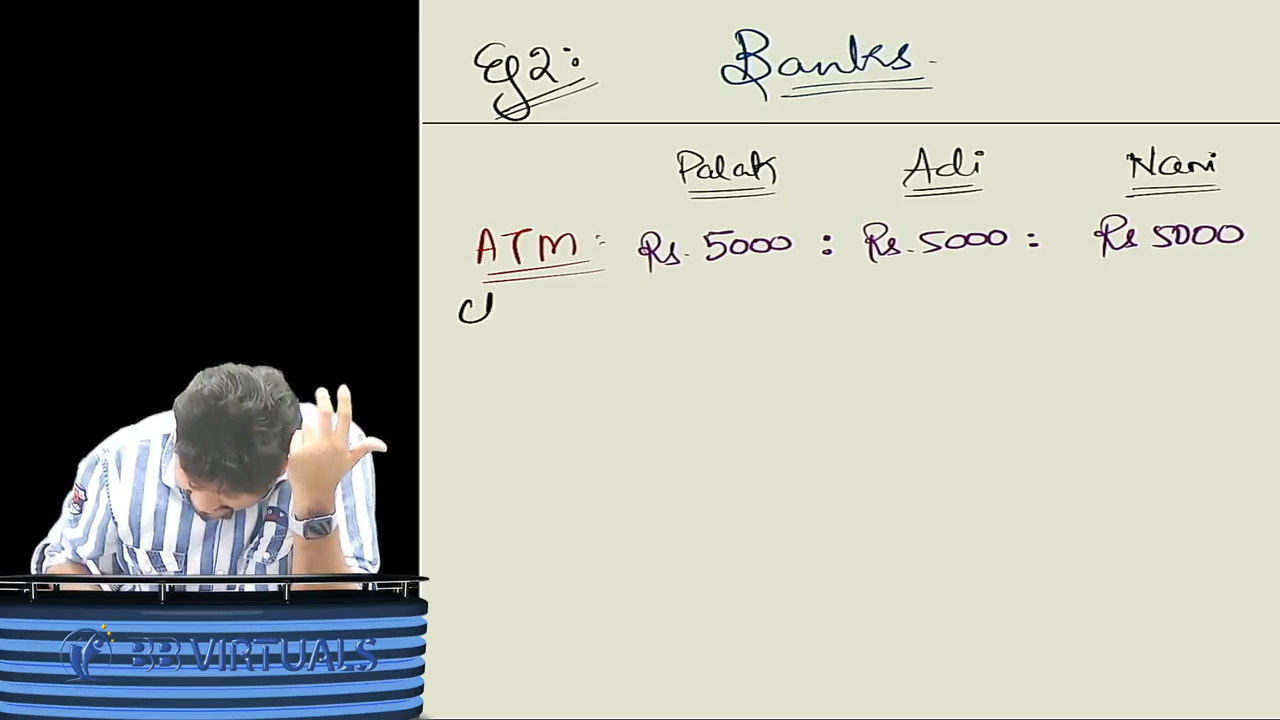 Eg 2: Banks.
Palak Adi Nani
ATM: Rs. 5000 : Rs. 5000 : Rs 5000
BB VIRTUALS